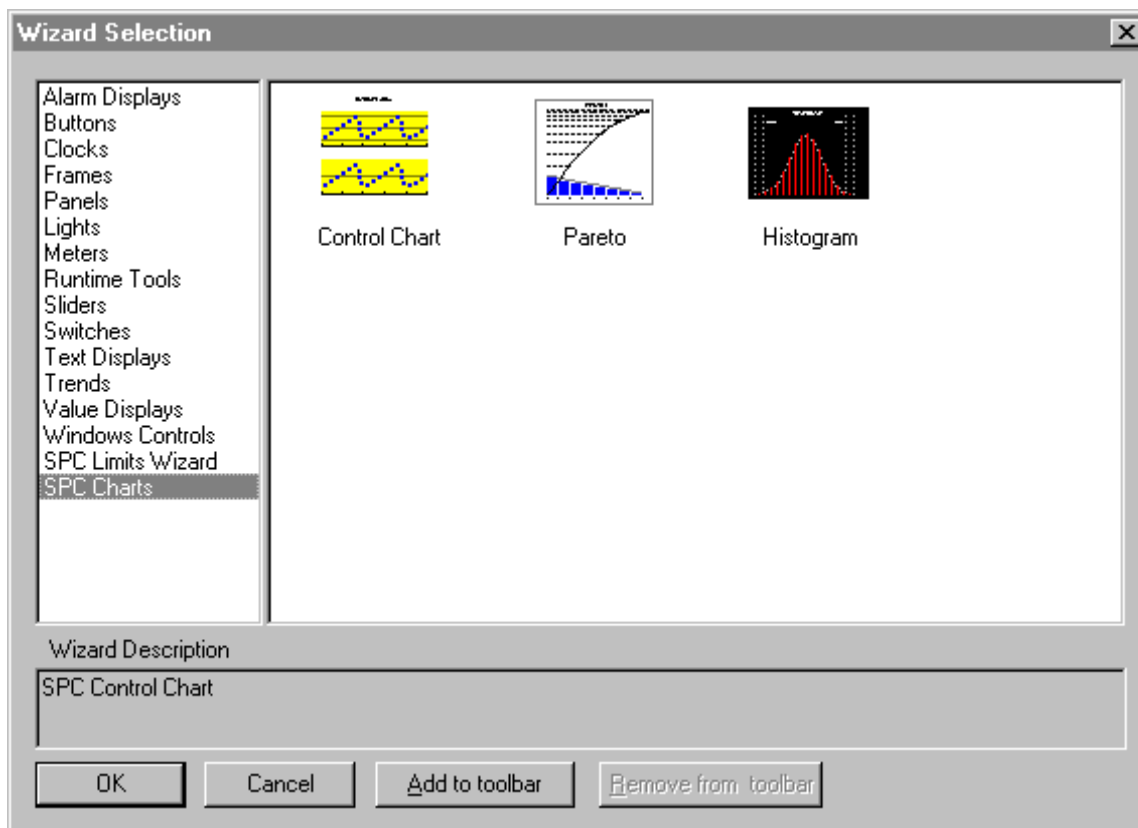 Wizard Selection
Alarm Displays
Buttons
Clocks
Frames
Panels
Lights
Meters
Runtime Tools
Sliders
Switches
Text Displays
Trends
Value Displays
Windows Controls
SPC Limits Wizard
SPC Charts
Control Chart
Pareto
Histogram
Wizard Description
SPC Control Chart
OK
Cancel
Add to toolbar
Remove from toolbar